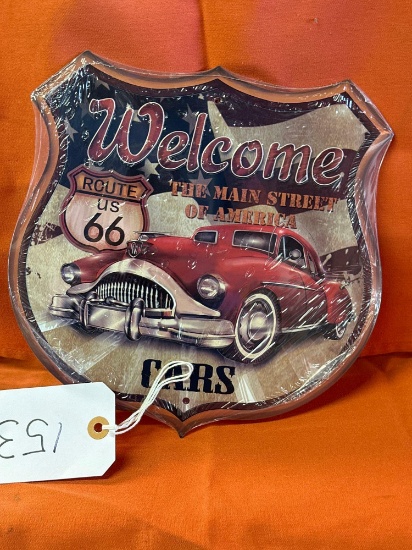 Welcome
ROUTE
US
66
THE MAIN STREET
OF AMERICA
CARS
153